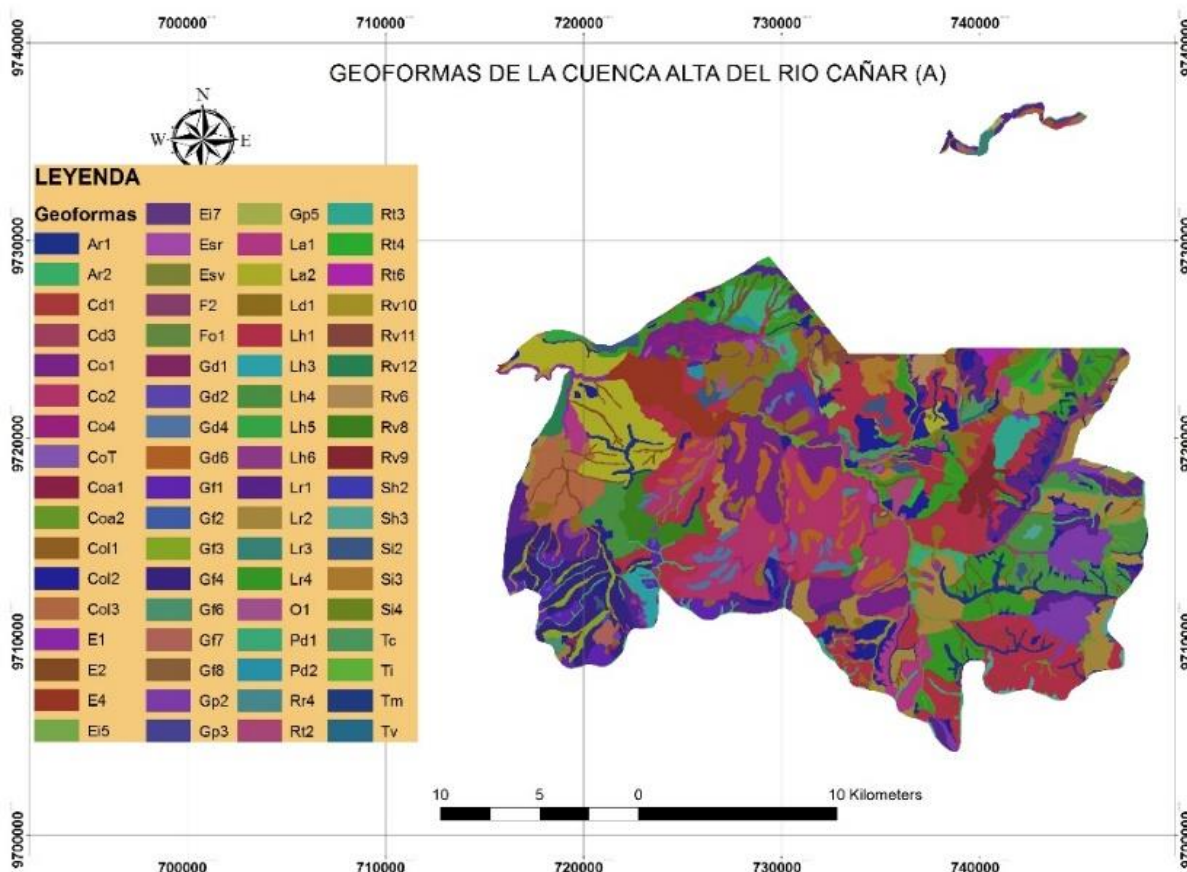 700000 710000 720000 730000 740000
9740000 9740000
GEOFORMAS DE LA CUENCA ALTA DEL RIO CAÑAR (A)
N
W E
LEYENDA
Geoformas
Ar1
Ar2
Cd1
Cd3
Co1
Co2
Co4
CoT
Coa1
Coa2
Col1
Col2
Col3
E1
E2
E4
Ei5
Ei7
Esr
Esv
F2
Fo1
Gd1
Gd2
Gd4
Gd6
Gf1
Gf2
Gf3
Gf4
Gf6
Gf7
Gf8
Gp2
Gp3
Gp5
La1
La2
Ld1
Lh1
Lh3
Lh4
Lh5
Lh6
Lr1
Lr2
Lr3
Lr4
O1
Pd1
Pd2
Rr4
Rt2
Rt3
Rt4
Rt6
Rv10
Rv11
Rv12
Rv6
Rv8
Rv9
Sh2
Sh3
Si2
Si3
Si4
Tc
Ti
Tm
Tv
9730000 9730000
9720000 9720000
9710000 9710000
10 5 0 10 Kilometers
9700000 9700000
700000 710000 720000 730000 740000